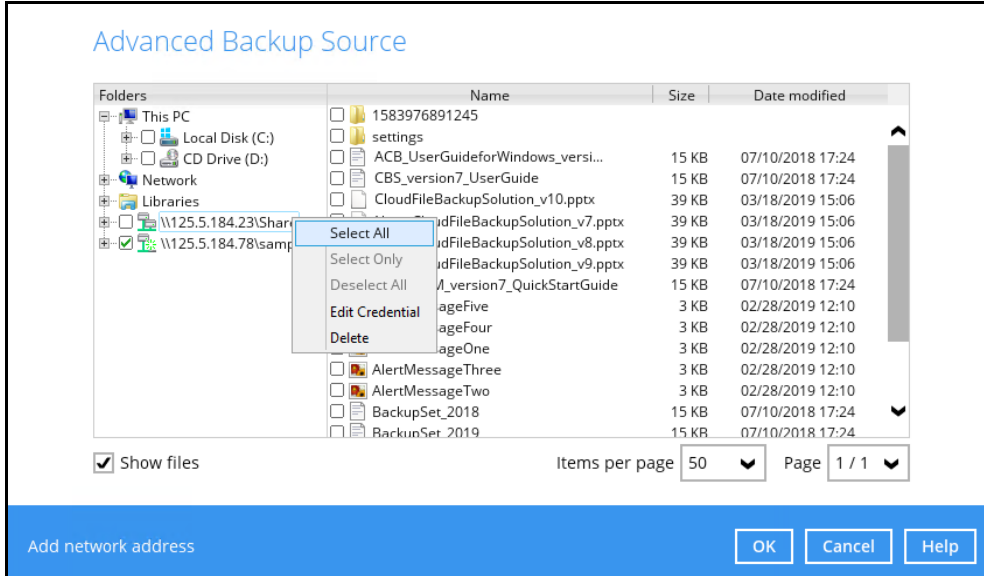 Advanced Backup Source
Folders Name Size Date modified
This PC
Local Disk (C:)
CD Drive (D:)
Network
Libraries
\\125.5.184.23\Shar
\\125.5.184.78\samp
Select All
Select Only
Deselect All
Edit Credential
Delete
1583976891245
settings
ACB_UserGuideforWindows_versi... 15 KB 07/10/2018 17:24
CBS_version7_UserGuide 15 KB 07/10/2018 17:24
CloudFileBackupSolution_v10.pptx 39 KB 03/18/2019 15:06
udFileBackupSolution_v7.pptx 39 KB 03/18/2019 15:06
udFileBackupSolution_v8.pptx 39 KB 03/18/2019 15:06
udFileBackupSolution_v9.pptx 39 KB 03/18/2019 15:06
M_version7_QuickStartGuide 15 KB 07/10/2018 17:24
ageFive 3 KB 02/28/2019 12:10
ageFour 3 KB 02/28/2019 12:10
ageOne 3 KB 02/28/2019 12:10
AlertMessageThree 3 KB 02/28/2019 12:10
AlertMessageTwo 3 KB 02/28/2019 12:10
BackupSet_2018 15 KB 07/10/2018 17:24
BackupSet_2019 15 KB 07/10/2018 17:24
Show files Items per page 50 Page 1 / 1
Add network address OK Cancel Help